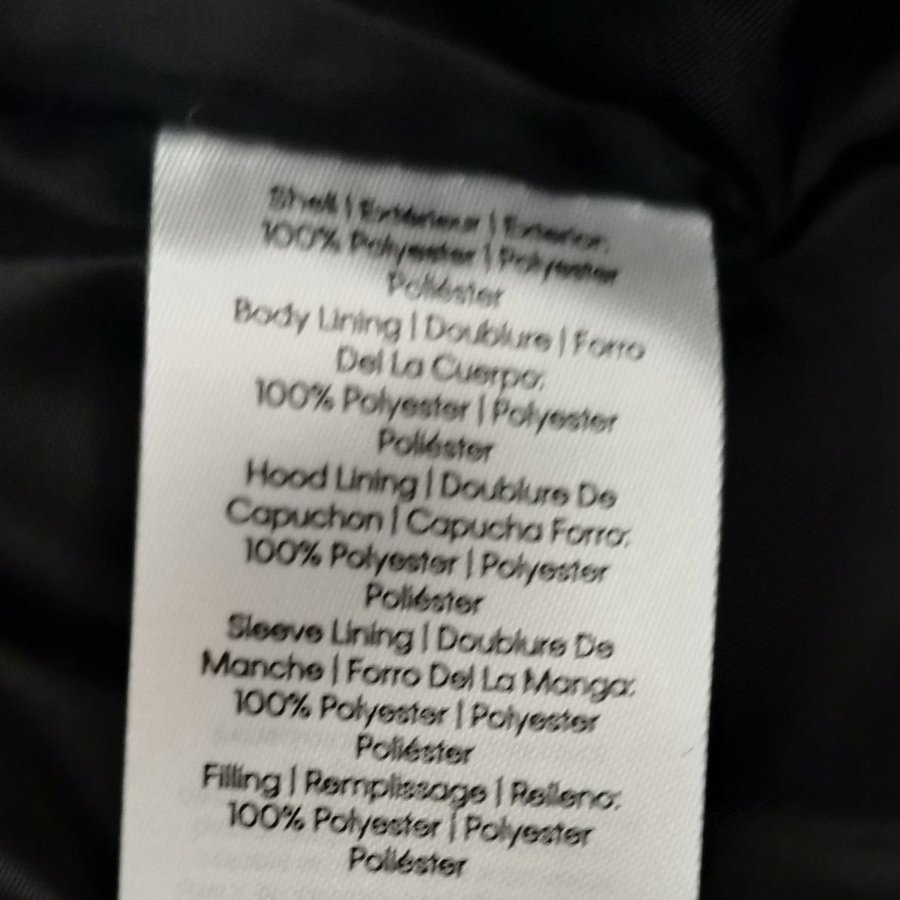 Shell | Extérieur | Exterior:
100% Polyester | Polyester
Poliéster
Body Lining | Doublure | Forro
Del La Cuerpo:
100% Polyester | Polyester
Poliéster
Hood Lining | Doublure De
Capuchon | Capucha Forro:
100% Polyester | Polyester
Poliéster
Sleeve Lining | Doublure De
Manche | Forro Del La Manga:
100% Polyester | Polyester
Poliéster
Filling | Remplissage | Relleno:
100% Polyester | Polyester
Poliéster